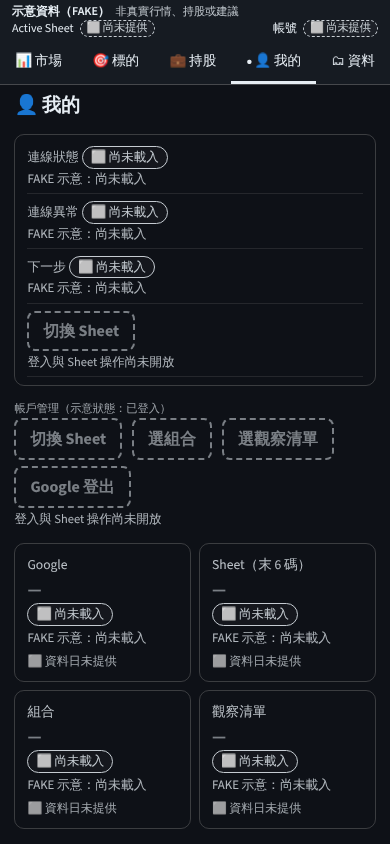 示意資料（FAKE） 非真實行情、持股或建議
Active Sheet ⬜ 尚未提供 帳號 ⬜ 尚未提供
📊 市場 🎯 標的 💼 持股 • 👤 我的 🗂 資料
👤 我的
連線狀態 ⬜ 尚未載入
FAKE 示意：尚未載入
連線異常 ⬜ 尚未載入
FAKE 示意：尚未載入
下一步 ⬜ 尚未載入
FAKE 示意：尚未載入
切換 Sheet
登入與 Sheet 操作尚未開放
帳戶管理（示意狀態：已登入）
切換 Sheet 選組合 選觀察清單
Google 登出
登入與 Sheet 操作尚未開放
Google Sheet（末 6 碼）
— —
⬜ 尚未載入 ⬜ 尚未載入
FAKE 示意：尚未載入 FAKE 示意：尚未載入
⬜ 資料日未提供 ⬜ 資料日未提供
組合 觀察清單
— —
⬜ 尚未載入 ⬜ 尚未載入
FAKE 示意：尚未載入 FAKE 示意：尚未載入
⬜ 資料日未提供 ⬜ 資料日未提供